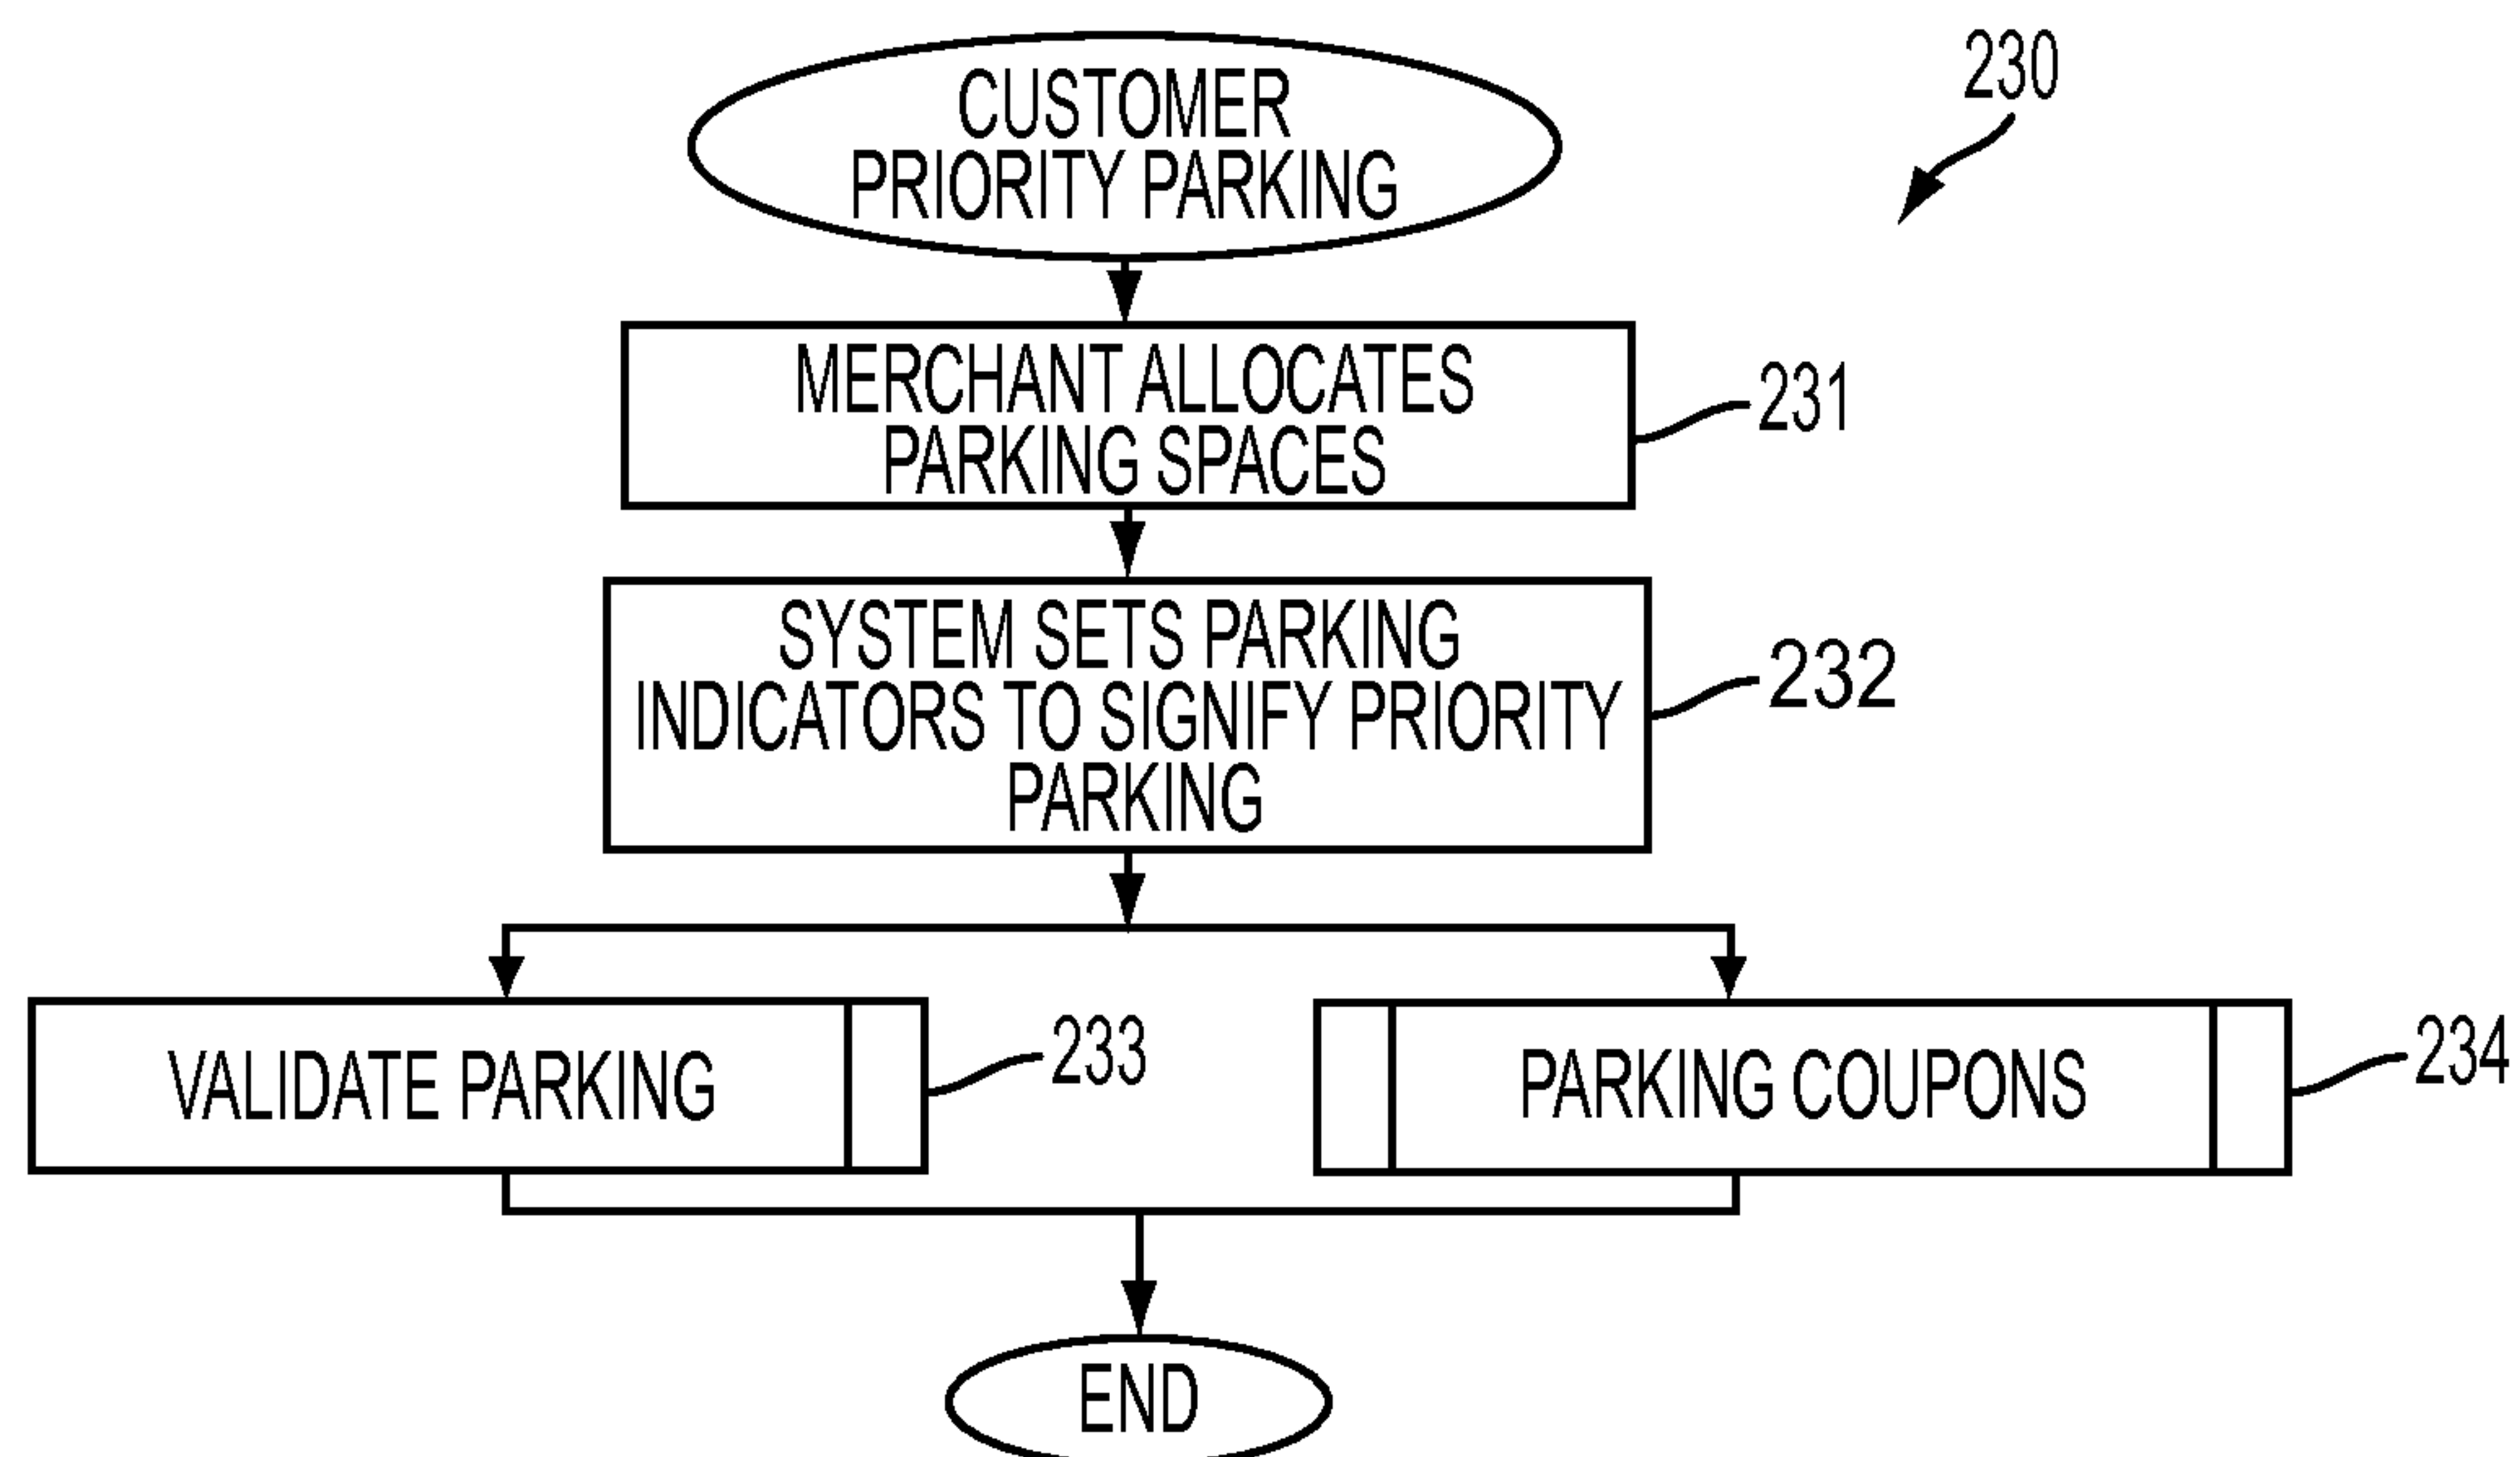 230
CUSTOMER
PRIORITY PARKING
MERCHANT ALLOCATES
PARKING SPACES
231
SYSTEM SETS PARKING
INDICATORS TO SIGNIFY PRIORITY
PARKING
232
VALIDATE PARKING
233
PARKING COUPONS
234
END